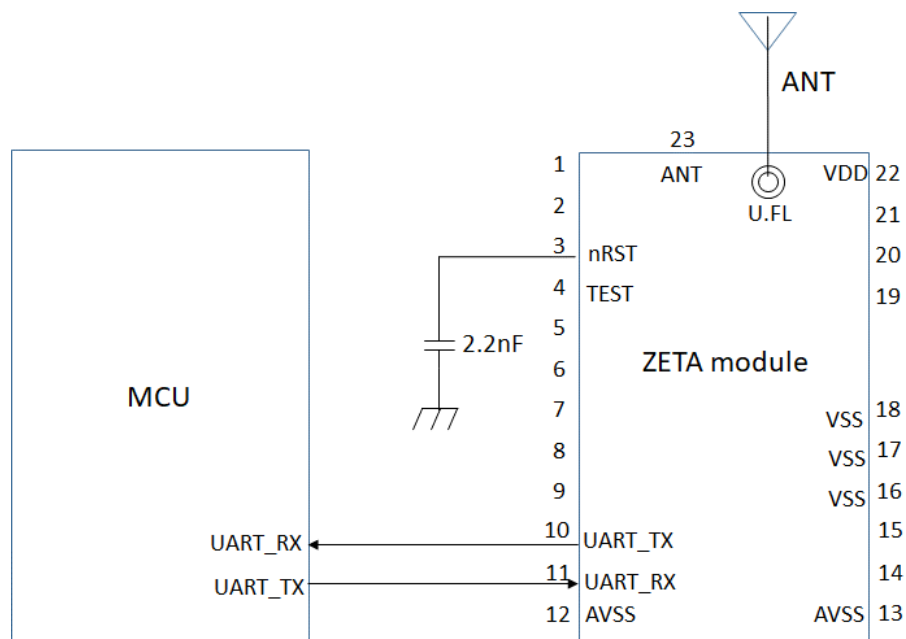 ANT
23
1 ANT VDD 22
2 U.FL 21
3 nRST 20
4 TEST 19
5
2.2nF
6 ZETA module
MCU
7 VSS 18
8 VSS 17
9 VSS 16
UART_RX 10 UART_TX 15
UART_TX 11 UART_RX 14
12 AVSS AVSS 13